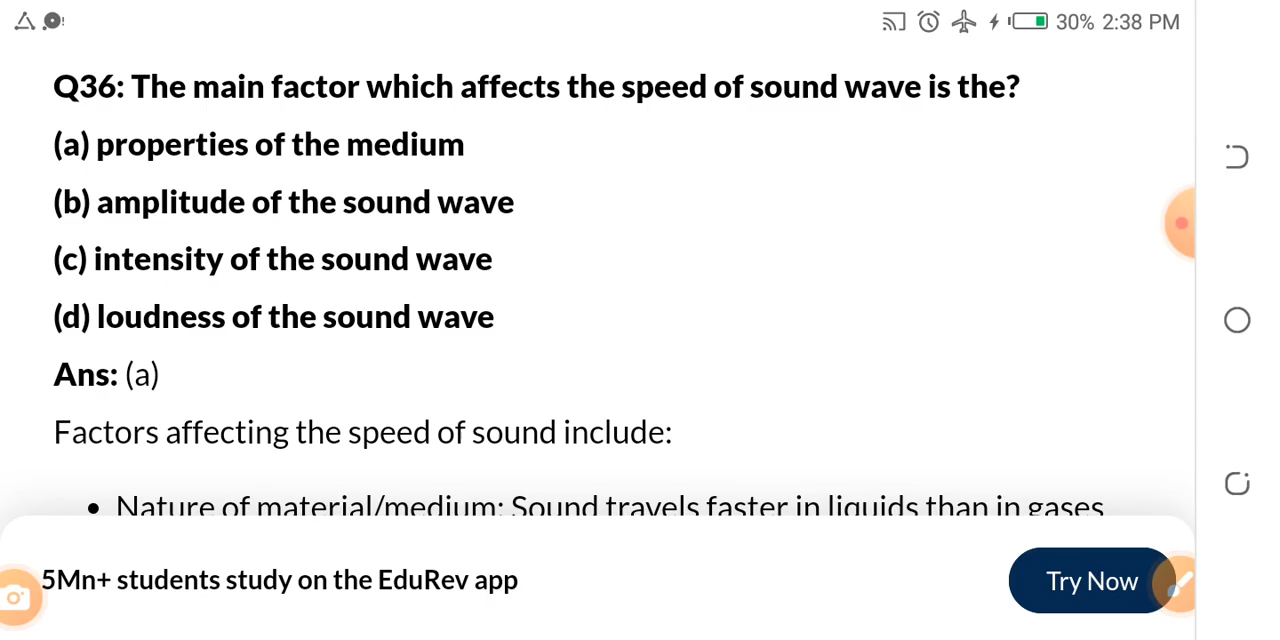 30% 2:38 PM
Q36: The main factor which affects the speed of sound wave is the?
(a) properties of the medium
(b) amplitude of the sound wave
(c) intensity of the sound wave
(d) loudness of the sound wave
Ans: (a)
Factors affecting the speed of sound include:
• Nature of material/medium: Sound travels faster in liquids than in gases
5Mn+ students study on the EduRev app
Try Now